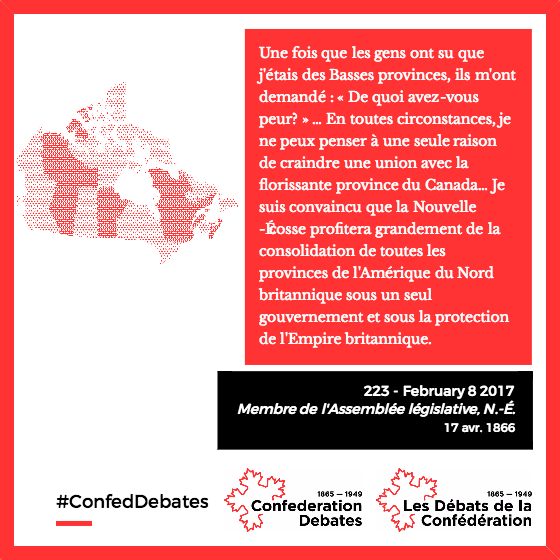 Une fois que les gens ont su que
j'étais des Basses provinces, ils m'ont
demandé : « De quoi avez-vous
peur? » ... En toutes circonstances, je
ne peux penser à une seule raison
de craindre une union avec la
florissante province du Canada... Je
suis convaincu que la Nouvelle
-Écosse profitera grandement de la
consolidation de toutes les
provinces de l'Amérique du Nord
britannique sous un seul
gouvernement et sous la protection
de l'Empire britannique.
223 - February 8 2017
Membre de l'Assemblée législative, N.-É.
17 avr. 1866
#ConfedDebates
1865 — 1949
Confederation
Debates
1865 — 1949
Les Débats de la
Confédération